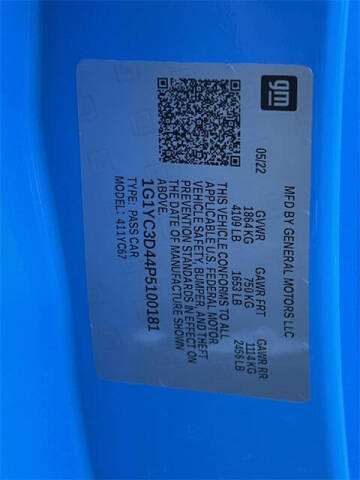 gm
MFD BY GENERAL MOTORS LLC
05/22 GVWR GAWR FRT GAWR RR
1864 KG 750 KG 1114 KG
4109 LB 1653 LB 2456 LB
THIS VEHICLE CONFORMS TO ALL
APPLICABLE U.S. FEDERAL MOTOR
VEHICLE SAFETY, BUMPER, AND THEFT
PREVENTION STANDARDS IN EFFECT ON
THE DATE OF MANUFACTURE SHOWN
ABOVE.
1G1YC3D44P5100181
TYPE: PASS CAR
MODEL: 411YC67